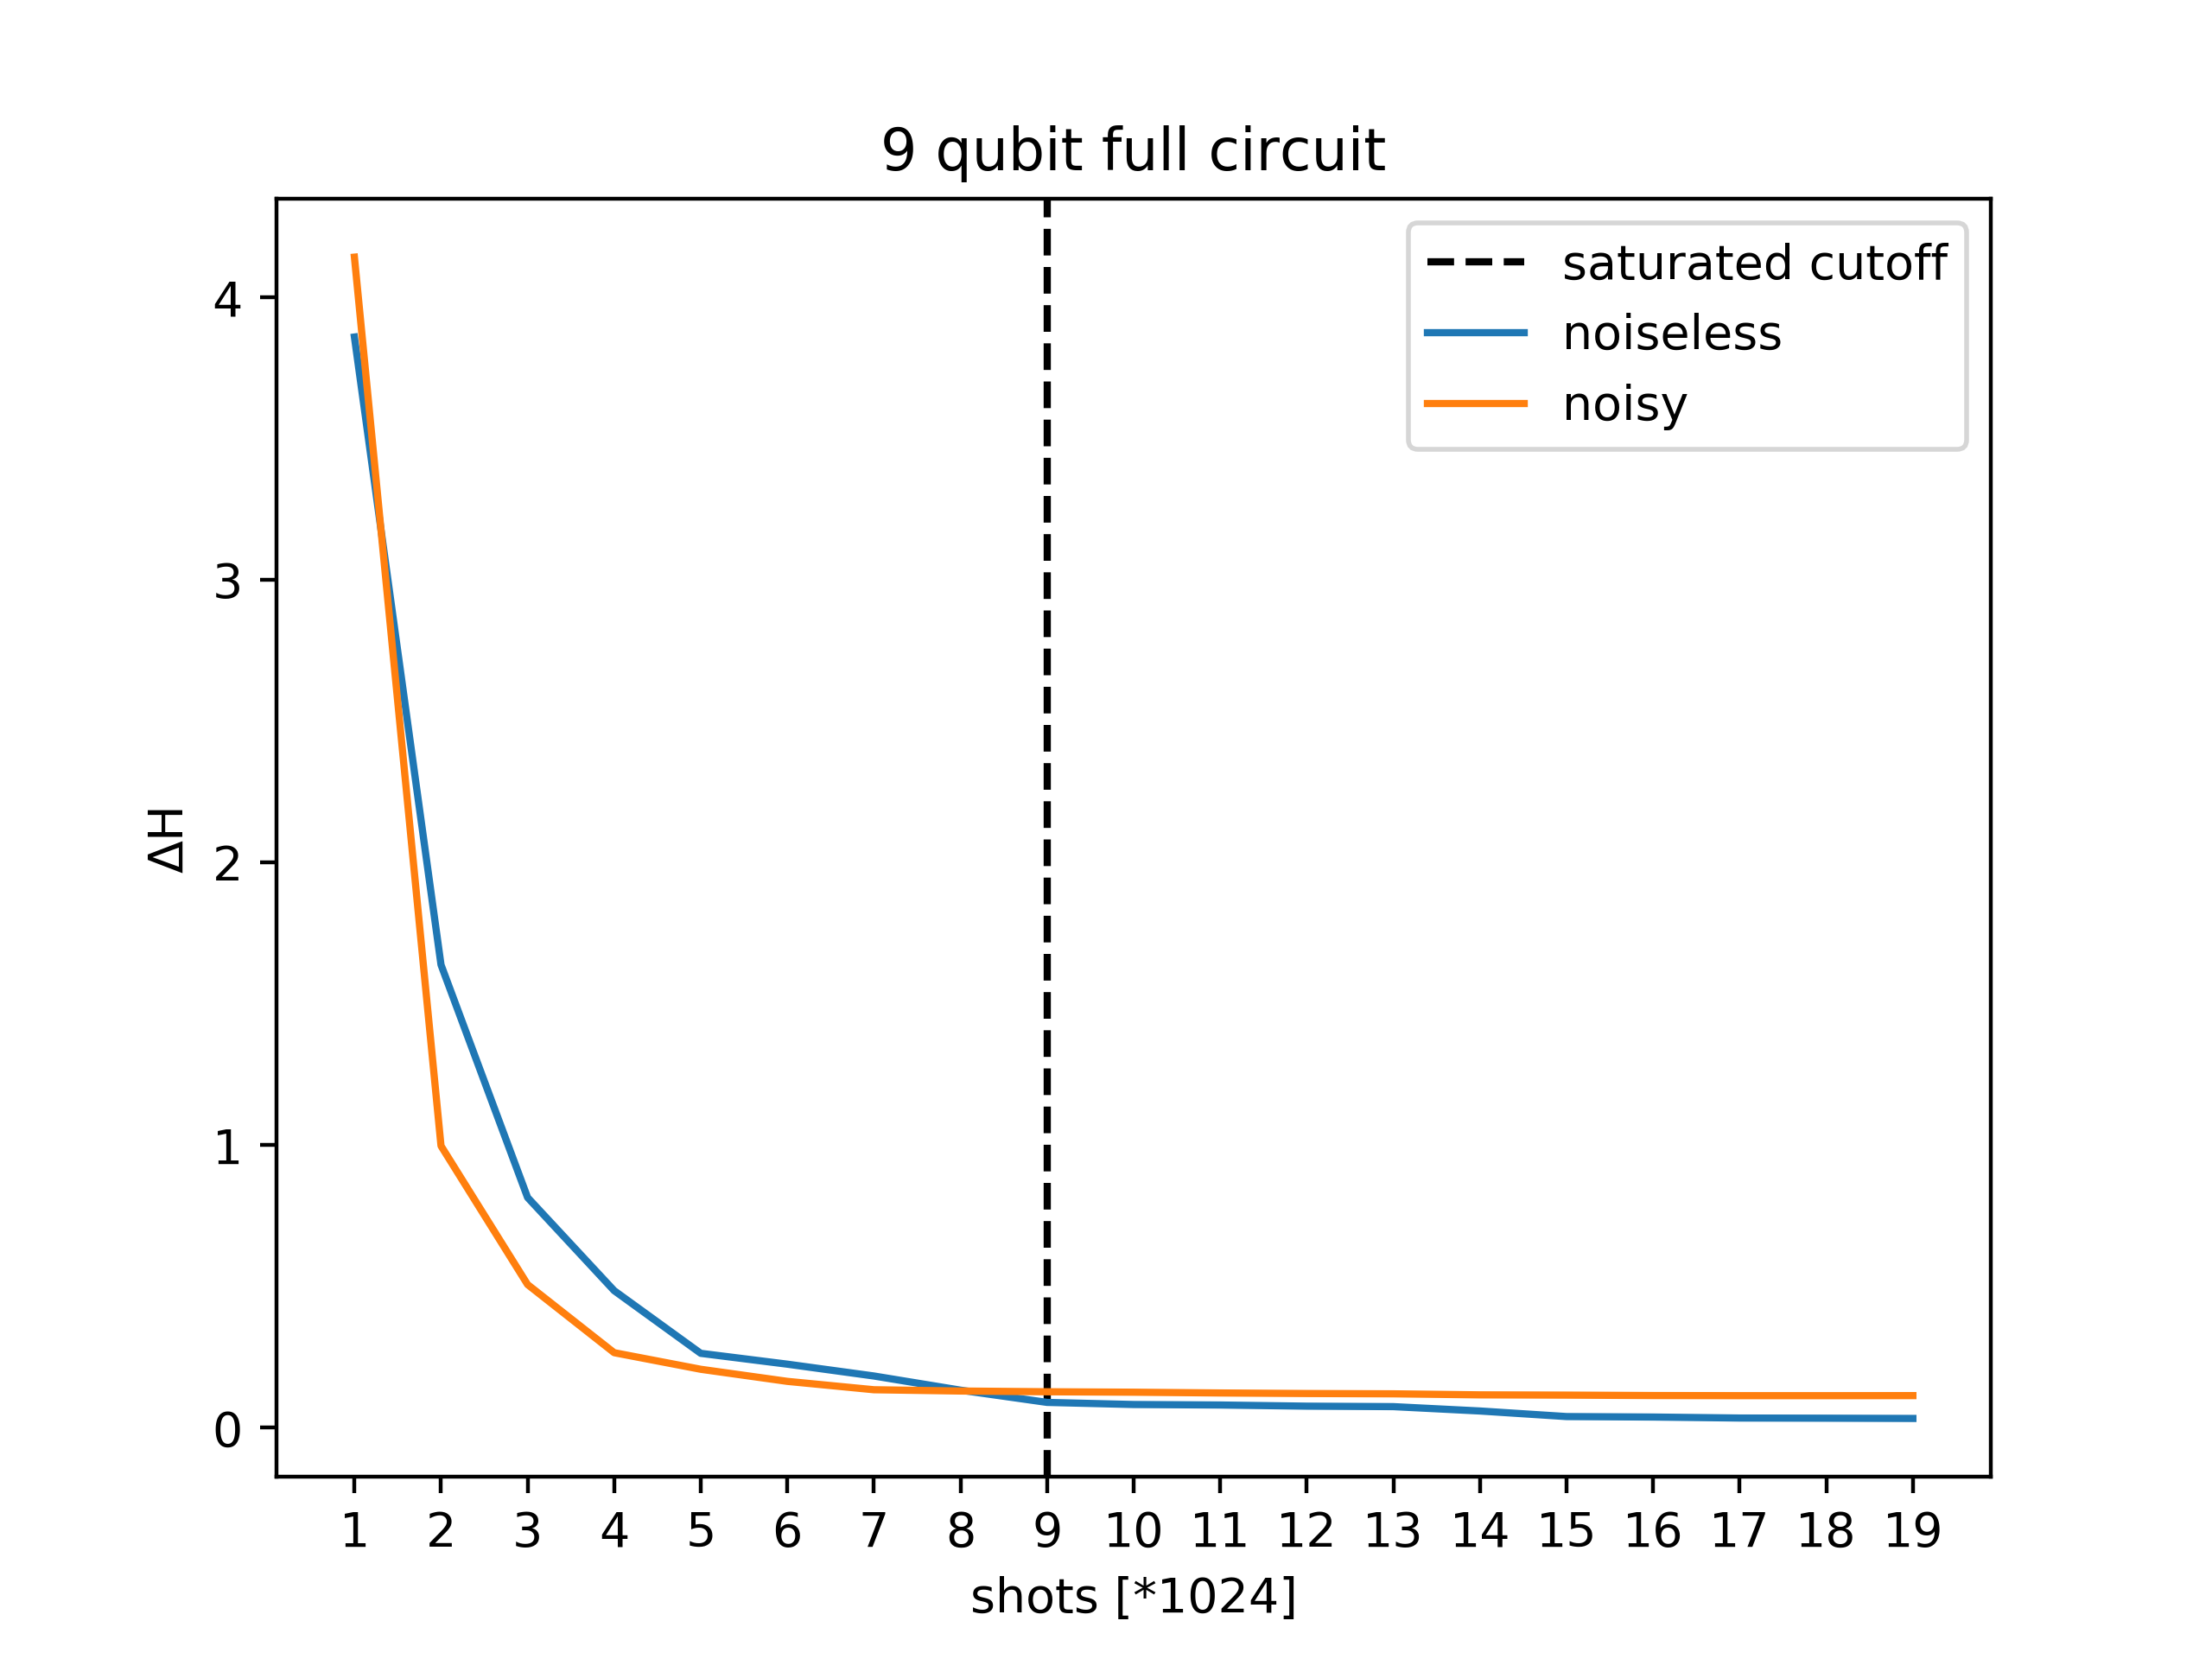 9 qubit full circuit
saturated cutoff
noiseless
noisy
4
3
2
1
0
ΔH
1 2 3 4 5 6 7 8 9 10 11 12 13 14 15 16 17 18 19
shots [*1024]